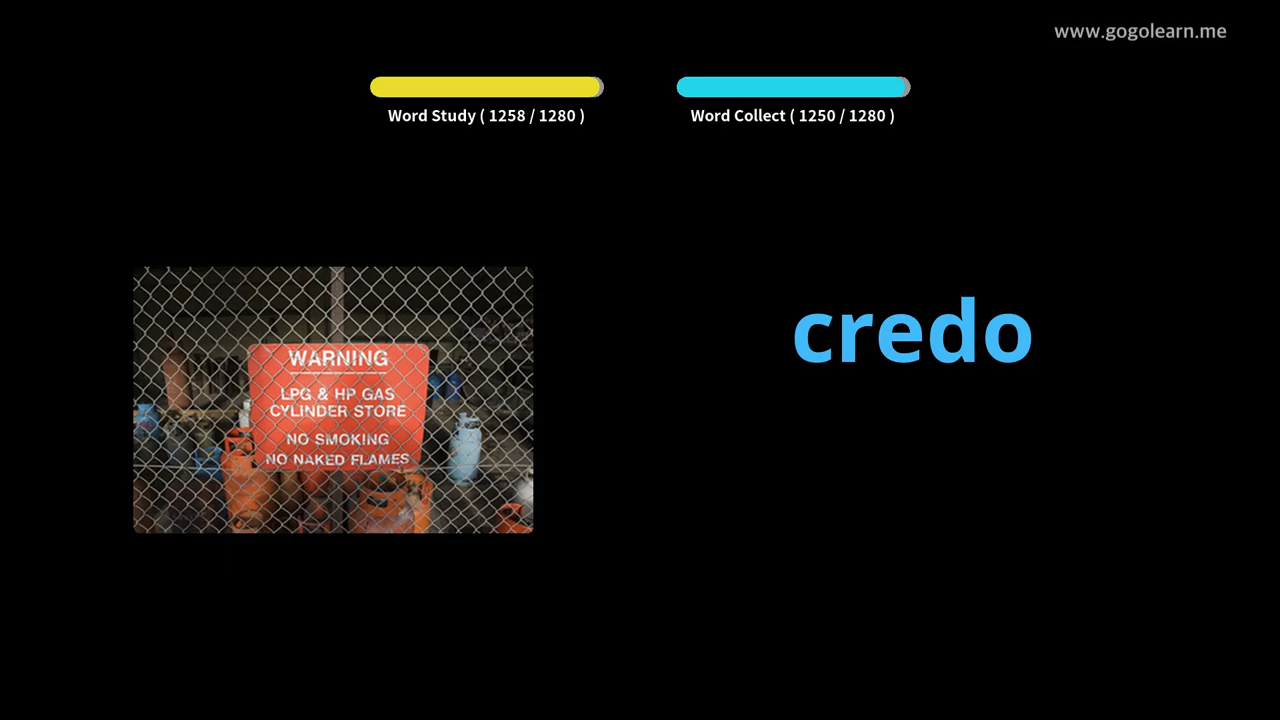 www.gogolearn.me
Word Study ( 1258 / 1280 )
Word Collect ( 1250 / 1280 )
credo
WARNING
LPG & HP GAS
CYLINDER STORE
NO SMOKING
NO NAKED FLAMES